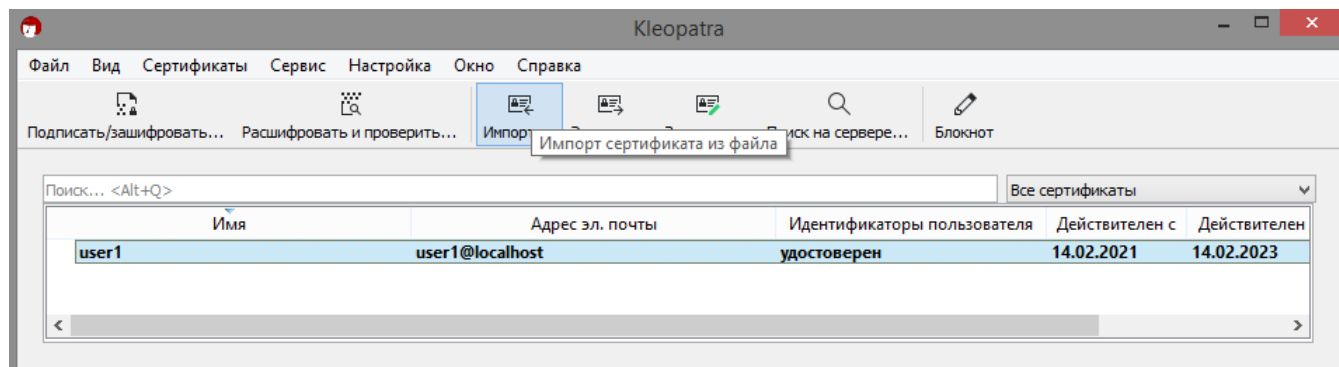 Kleopatra
Файл Вид Сертификаты Сервис Настройка Окно Справка
Подписать/зашифровать... Расшифровать и проверить... на сервере... Блокнот
Импорт сертификата из файла
Поиск... <Alt+Q> Все сертификаты
Имя Адрес эл. почты Идентификаторы пользователя Действителен с Действителен
user1 user1@localhost удостоверен 14.02.2021 14.02.2023